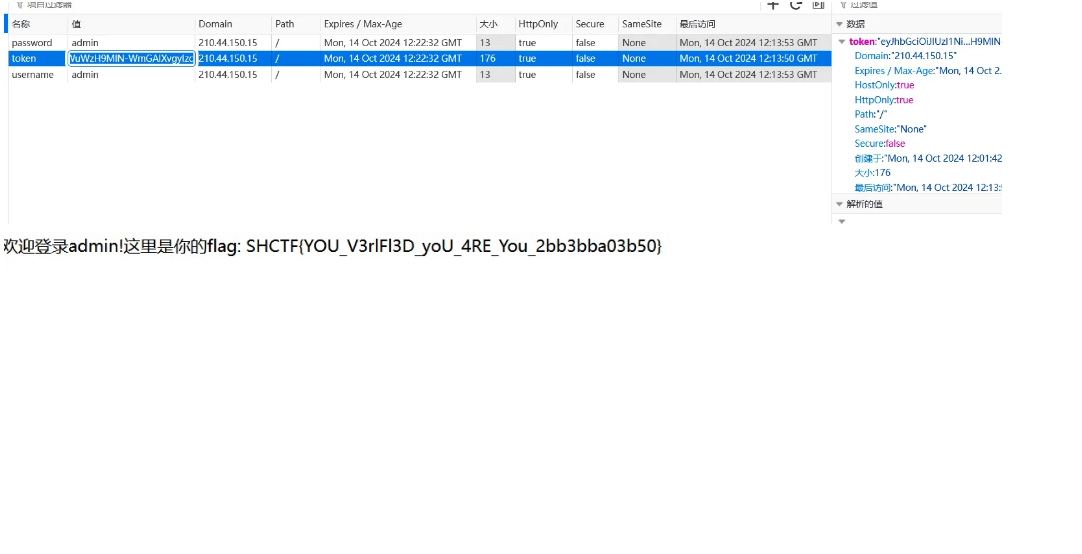 项目过滤器 过滤值
名称 值 Domain Path Expires / Max-Age 大小 HttpOnly Secure SameSite 最后访问 数据
password admin 210.44.150.15 / Mon, 14 Oct 2024 12:22:32 GMT 13 true false None Mon, 14 Oct 2024 12:13:53 GMT token:"eyJhbGciOiJIUzI1Ni...H9MIN
token VuWzH9MIN-WmGAIXvgyIzc 210.44.150.15 / Mon, 14 Oct 2024 12:22:32 GMT 176 true false None Mon, 14 Oct 2024 12:13:50 GMT Domain:"210.44.150.15"
username admin 210.44.150.15 / Mon, 14 Oct 2024 12:22:32 GMT 13 true false None Mon, 14 Oct 2024 12:13:53 GMT Expires / Max-Age:"Mon, 14 Oct 2...
HostOnly:true
HttpOnly:true
Path:"/"
SameSite:"None"
Secure:false
创建于:"Mon, 14 Oct 2024 12:01:42
大小:176
最后访问:"Mon, 14 Oct 2024 12:13:5
解析的值
欢迎登录admin!这里是你的flag: SHCTF{YOU_V3rIFl3D_yoU_4RE_You_2bb3bba03b50}